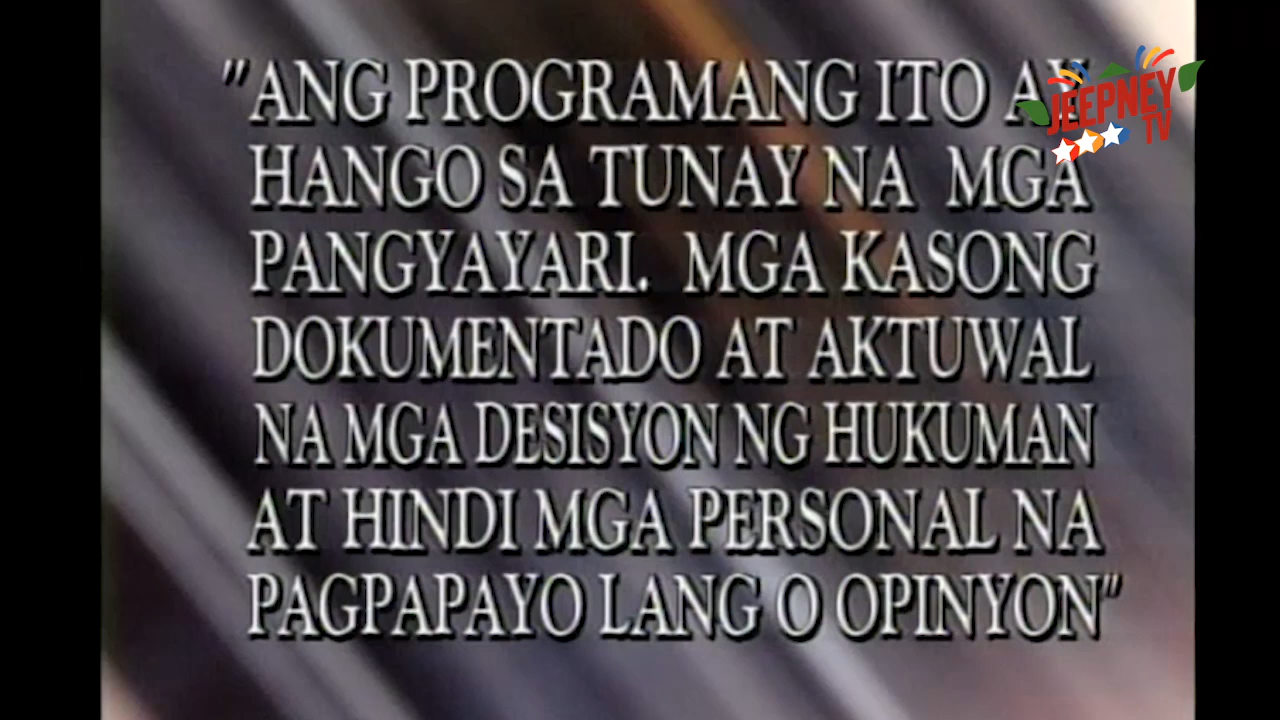 "ANG PROGRAMANG ITO AY
HANGO SA TUNAY NA MGA
PANGYAYARI. MGA KASONG
DOKUMENTADO AT AKTUWAL
NA MGA DESISYON NG HUKUMAN
AT HINDI MGA PERSONAL NA
PAGPAPAYO LANG O OPINYON"
JEEPNEY
TV